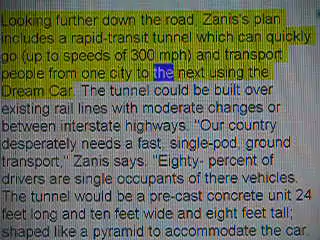 Looking further down the road, Zanis's plan
includes a rapid-transit tunnel which can quickly
go (up to speeds of 300 mph) and transport
people from one city to the next using the
Dream Car. The tunnel could be built over
existing rail lines with moderate changes or
between interstate highways. "Our country
desperately needs a fast, single-pod, ground
transport," Zanis says. "Eighty- percent of
drivers are single occupants of there vehicles.
The tunnel would be a pre-cast concrete unit 24
feet long and ten feet wide and eight feet tall;
shaped like a pyramid to accommodate the car.